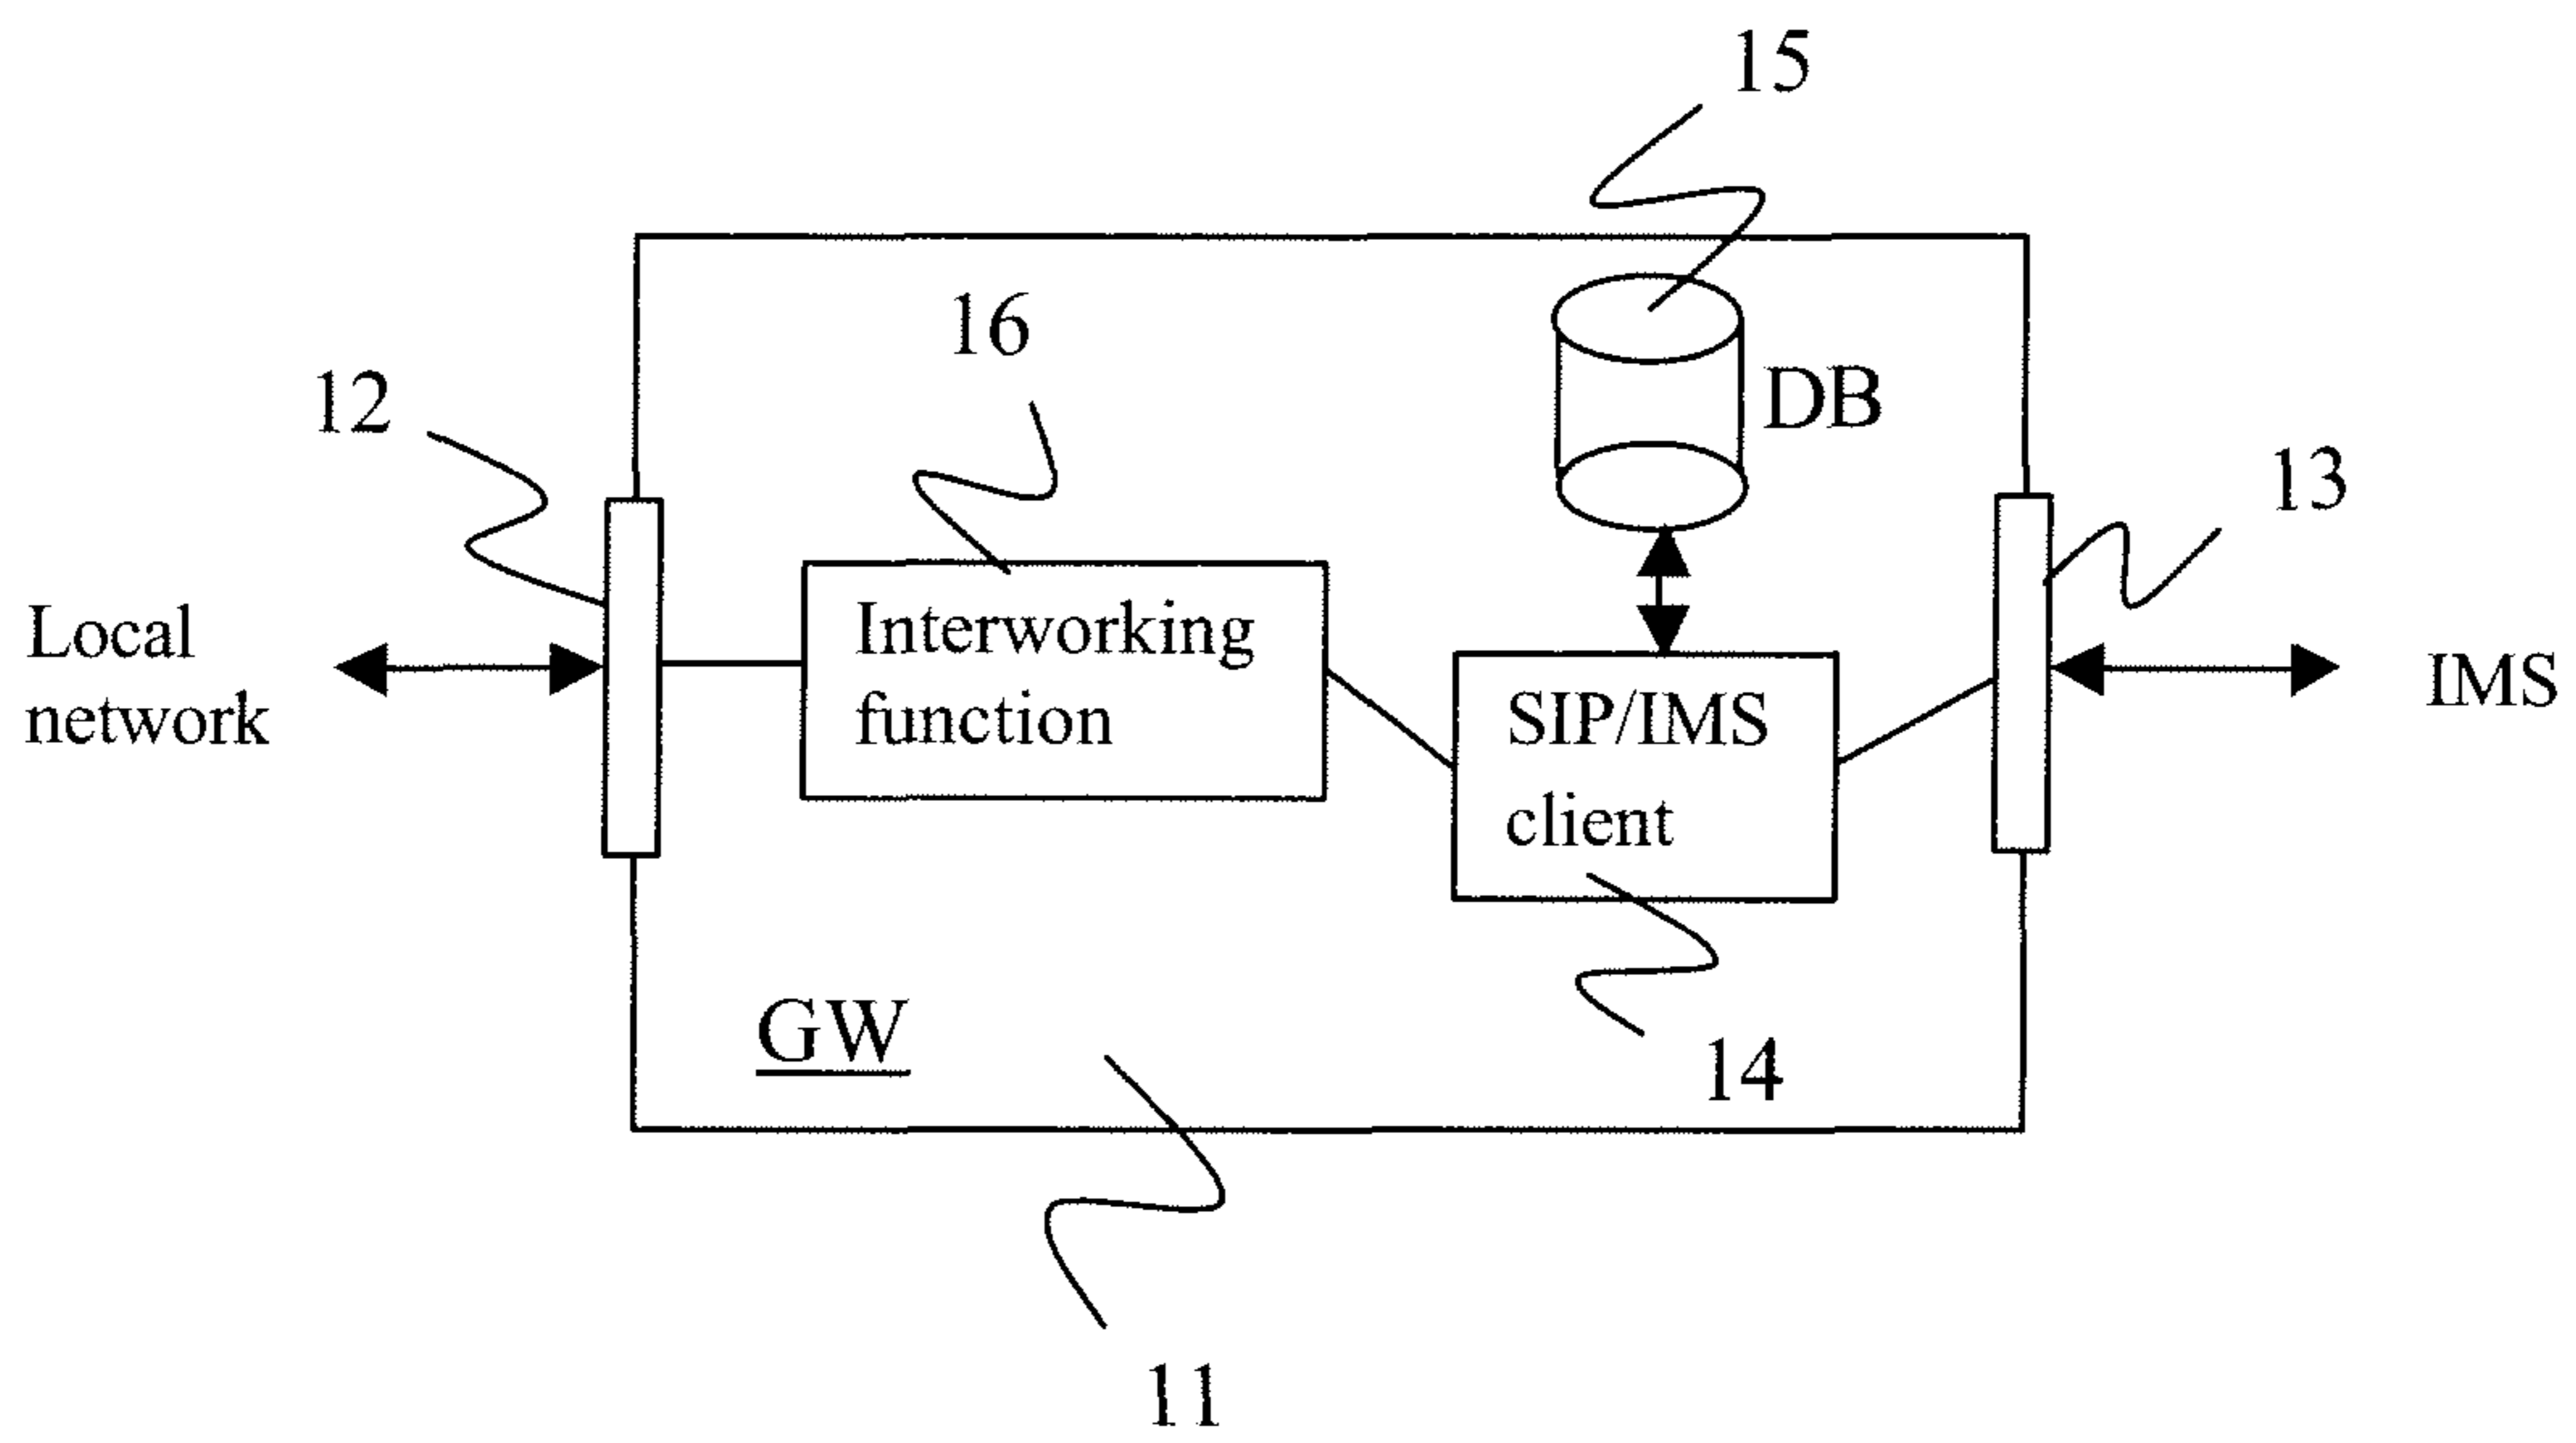 15
16
12
DB
13
Local
network
Interworking
function
SIP/IMS
client
IMS
GW
14
11